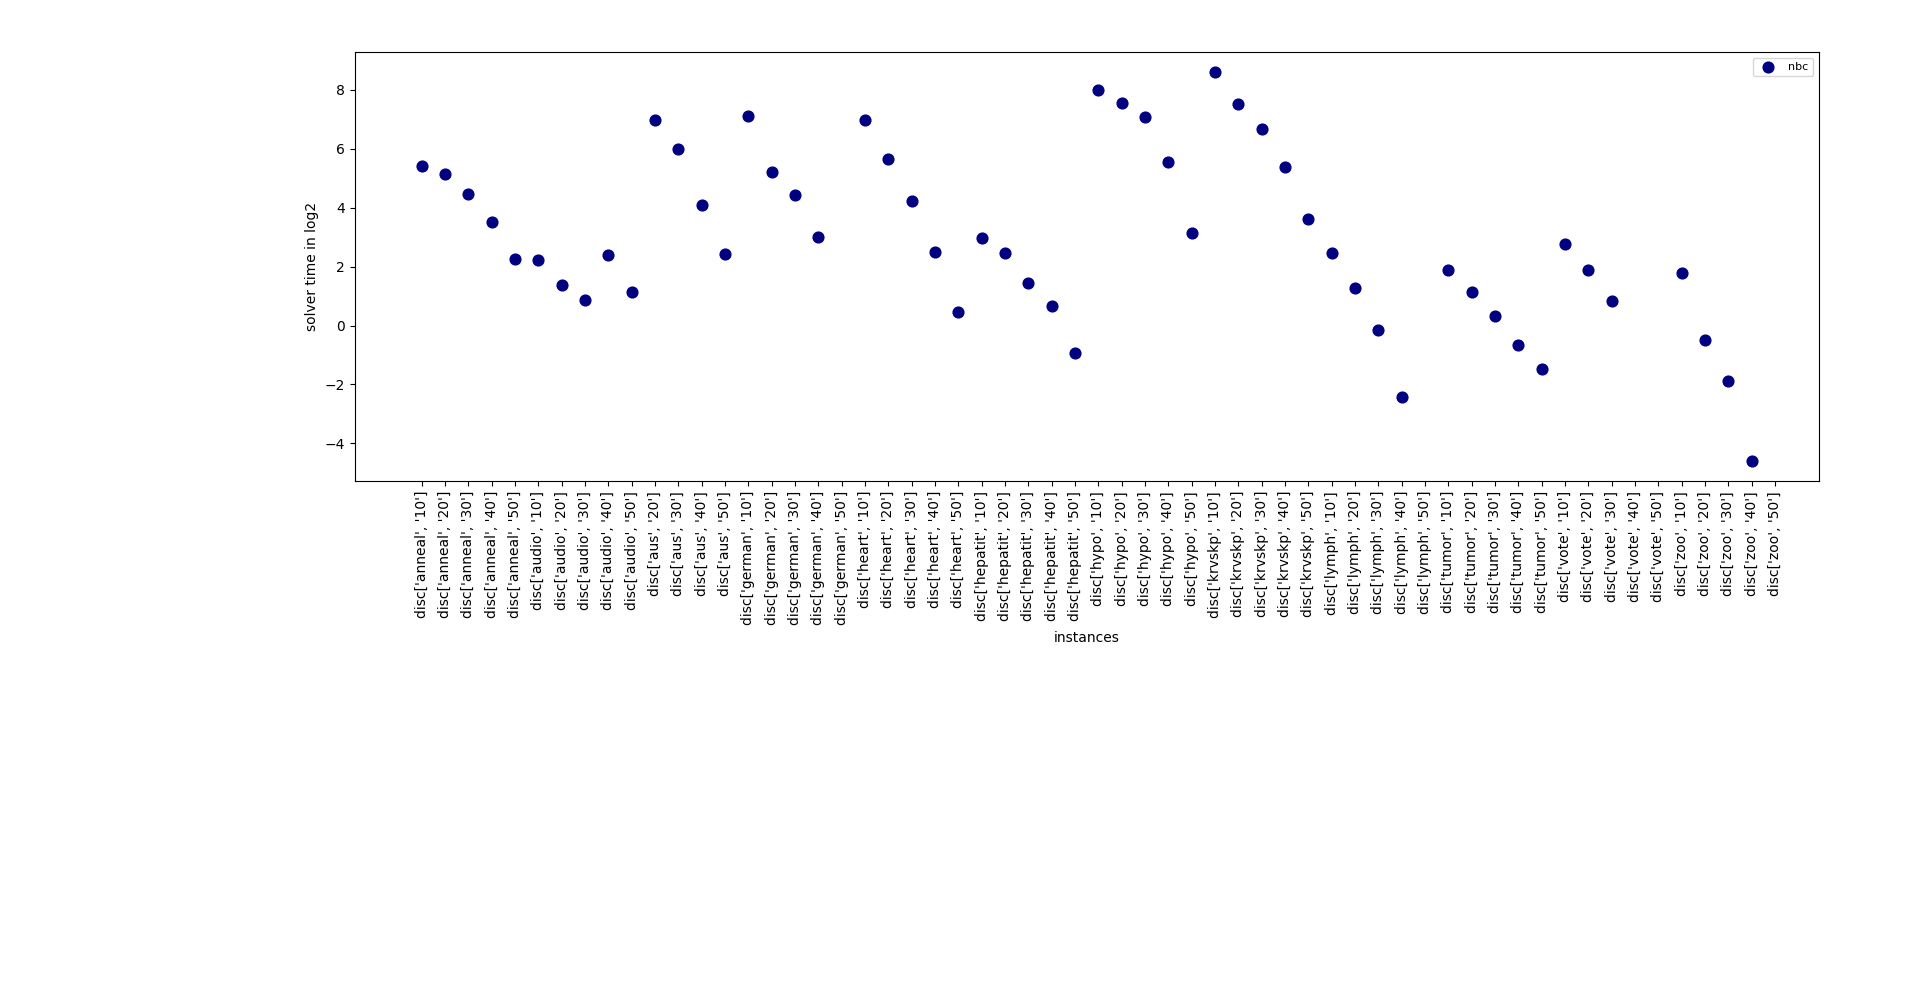 nbc
8
6
4
2
0
−2
−4
solver time in log2
disc['anneal', '10']
disc['anneal', '20']
disc['anneal', '30']
disc['anneal', '40']
disc['anneal', '50']
disc['audio', '10']
disc['audio', '20']
disc['audio', '30']
disc['audio', '40']
disc['audio', '50']
disc['aus', '20']
disc['aus', '30']
disc['aus', '40']
disc['aus', '50']
disc['german', '10']
disc['german', '20']
disc['german', '30']
disc['german', '40']
disc['german', '50']
disc['heart', '10']
disc['heart', '20']
disc['heart', '30']
disc['heart', '40']
disc['heart', '50']
disc['hepatit', '10']
disc['hepatit', '20']
disc['hepatit', '30']
disc['hepatit', '40']
disc['hepatit', '50']
disc['hypo', '10']
disc['hypo', '20']
disc['hypo', '30']
disc['hypo', '40']
disc['hypo', '50']
disc['krvskp', '10']
disc['krvskp', '20']
disc['krvskp', '30']
disc['krvskp', '40']
disc['krvskp', '50']
disc['lymph', '10']
disc['lymph', '20']
disc['lymph', '30']
disc['lymph', '40']
disc['lymph', '50']
disc['tumor', '10']
disc['tumor', '20']
disc['tumor', '30']
disc['tumor', '40']
disc['tumor', '50']
disc['vote', '10']
disc['vote', '20']
disc['vote', '30']
disc['vote', '40']
disc['vote', '50']
disc['zoo', '10']
disc['zoo', '20']
disc['zoo', '30']
disc['zoo', '40']
disc['zoo', '50']
instances